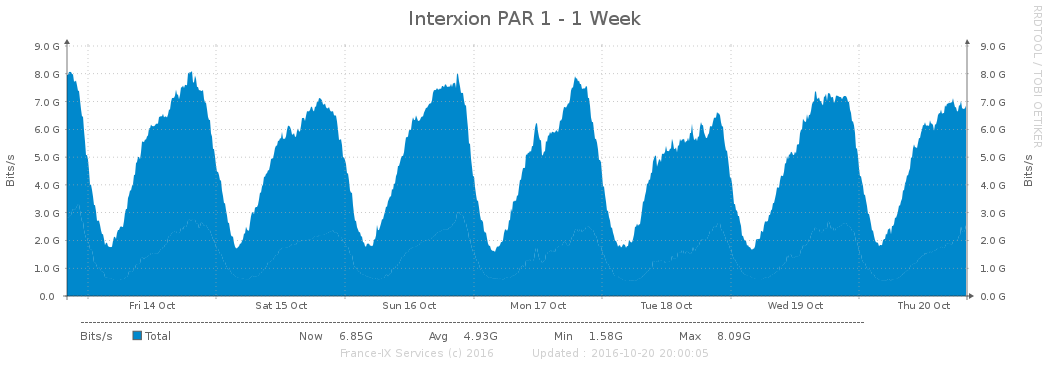 Interxion PAR 1 - 1 Week
RRDTOOL / TOBI OETIKER
Bits/s
Bits/s
9.0 G 9.0 G
8.0 G 8.0 G
7.0 G 7.0 G
6.0 G 6.0 G
5.0 G 5.0 G
4.0 G 4.0 G
3.0 G 3.0 G
2.0 G 2.0 G
1.0 G 1.0 G
0.0 0.0 G
Fri 14 Oct Sat 15 Oct Sun 16 Oct Mon 17 Oct Tue 18 Oct Wed 19 Oct Thu 20 Oct
Bits/s Total Now 6.85G Avg 4.93G Min 1.58G Max 8.09G
France-IX Services (c) 2016 Updated : 2016-10-20 20:00:05